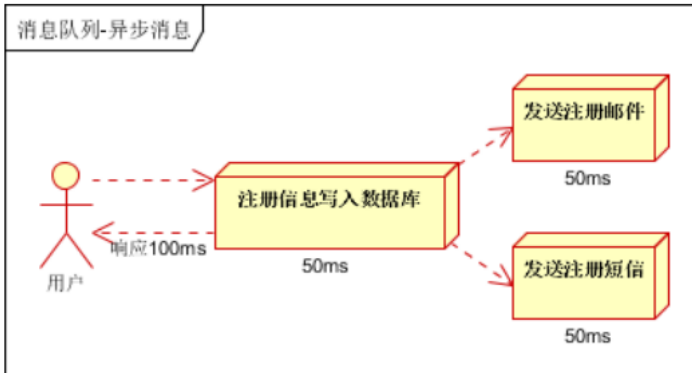 消息队列-异步消息
发送注册邮件
50ms
注册信息写入数据库
50ms
响应100ms
用户
发送注册短信
50ms